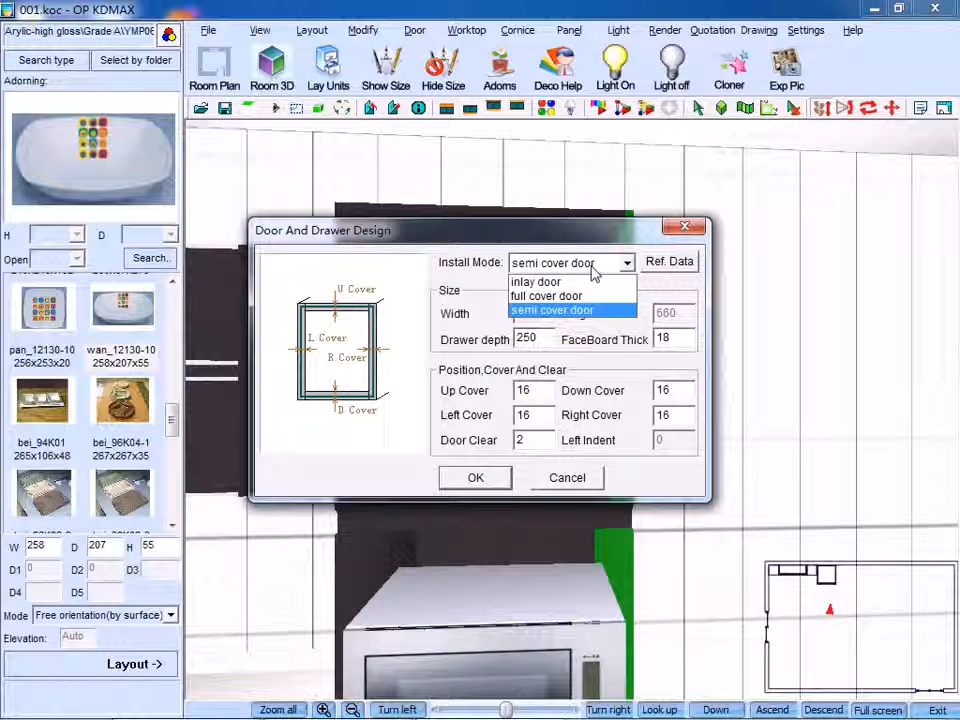 001.koc - OP KDMAX
Arylic-high gloss\Grade A\YMP06
File View Layout Modify Door Worktop Cornice Panel Light Render Quotation Drawing Settings Help
Search type Select by folder
Room Plan Room 3D Lay Units Show Size Hide Size Adorns Deco Help Light On Light off Cloner Exp Pic
Adorning:
H D
Open Search..
pan_12130-10 wan_12130-10
256x253x20 258x207x55
bei_94K01 bei_96K04-1
265x106x48 267x267x35
W 258 D 207 H 55
D1 0 D2 0 D3
D4 D5
Mode Free orientation(by surface)
Elevation: Auto
Layout ->
Door And Drawer Design
Install Mode: semi cover door Ref. Data
inlay door
full cover door
semi cover door
Size
Width 660
Drawer depth 250 FaceBoard Thick 18
Position,Cover And Clear
Up Cover 16 Down Cover 16
Left Cover 16 Right Cover 16
Door Clear 2 Left Indent 0
OK Cancel
U Cover
L Cover
R Cover
D Cover
Zoom all Turn left Turn right Look up Down Ascend Descend Full screen Exit